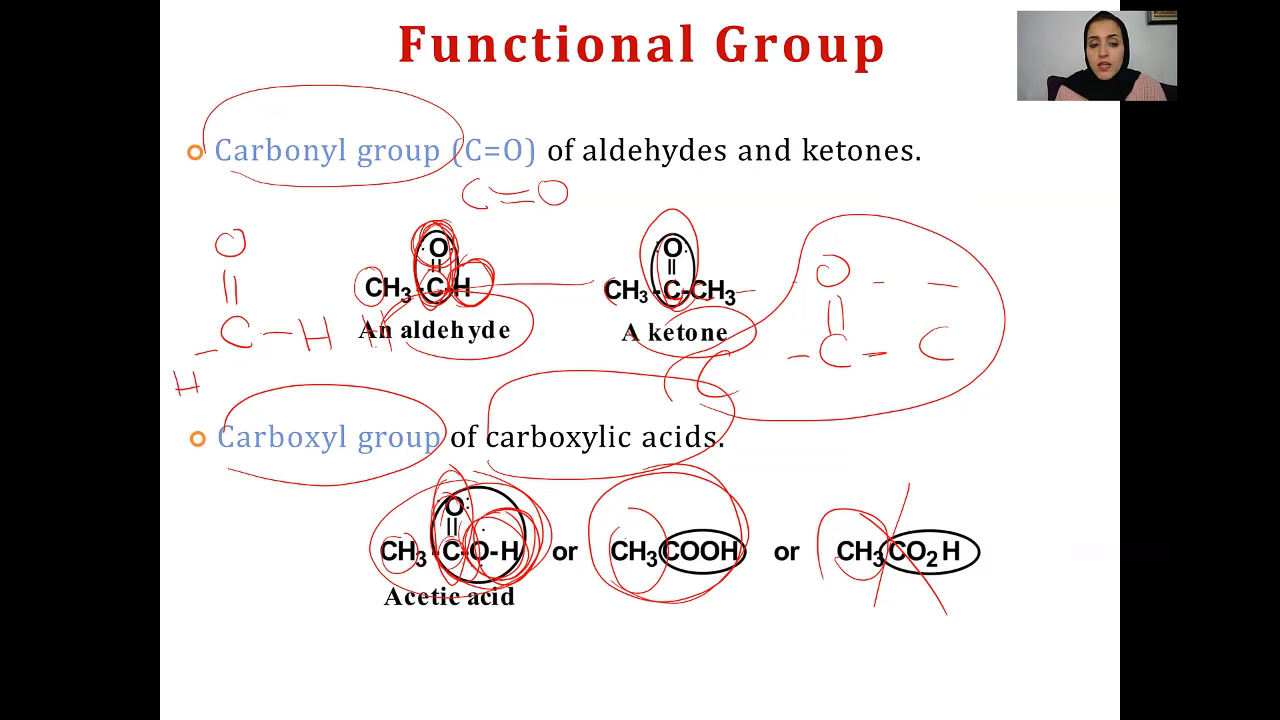 Functional Group
Carbonyl group (C=O) of aldehydes and ketones.
C=O
O
||
C-H
H
O
||
CH3-C-H
An aldehyde
H
O
||
CH3-C-CH3
A ketone
O
||
-C-C
Carboxyl group of carboxylic acids.
O
||
CH3-C-O-H or CH3COOH or CH3CO2H
Acetic acid